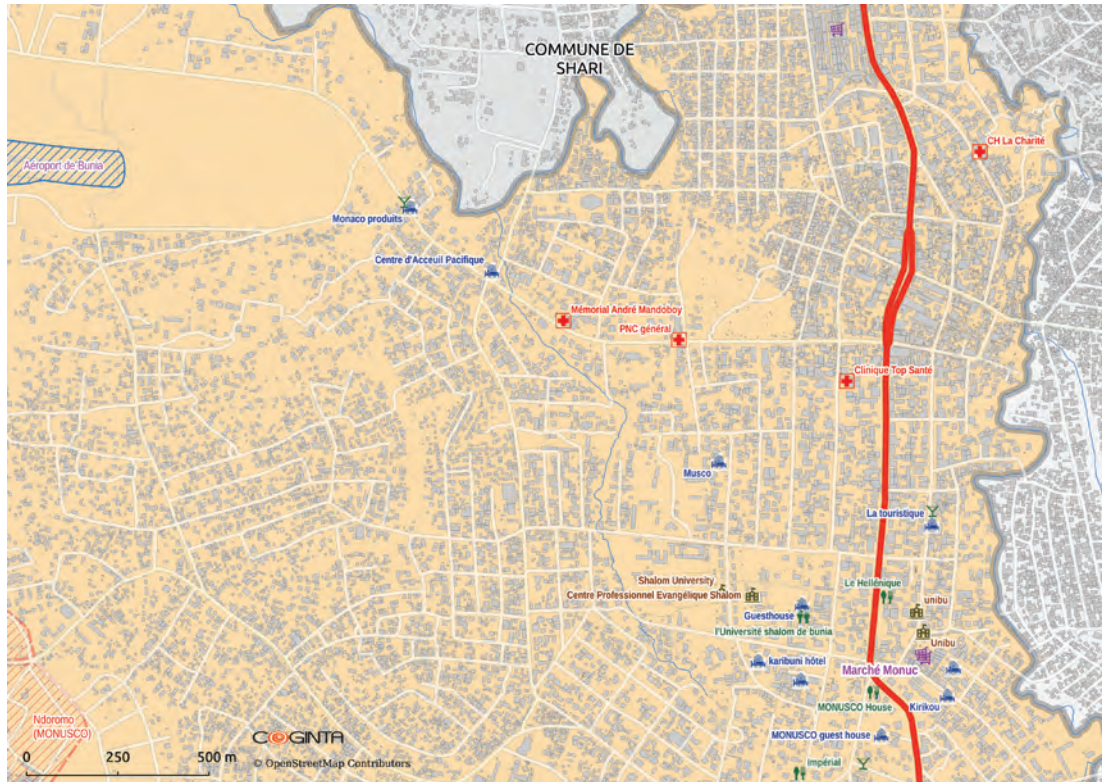 COMMUNE DE
SHARI
CH La Charité
Aéroport de Bunia
Monaco produits
Centre d'Acceuil Pacifique
Mémorial André Mandoboy
PNC général
Clinique Top Santé
Musco
La touristique
Shalom University
Le Hellénique
Centre Professionnel Evangélique Shalom
unibu
Guesthouse
l'Université shalom de bunia
Unibu
karibuni hôtel
Marché Monuc
MONUSCO House
Kirikou
Ndoromo
(MONUSCO)
COGINTA
MONUSCO guest house
0 250 500 m
© OpenStreetMap Contributors
Impérial